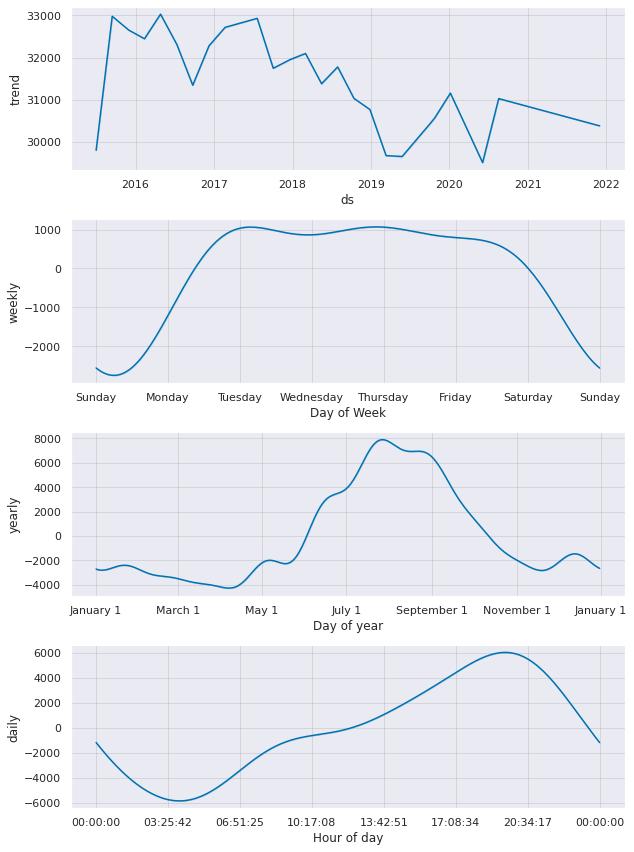 33000
32000
31000
30000
trend
2016 2017 2018 2019 2020 2021 2022
ds
1000
0
−1000
−2000
weekly
Sunday Monday Tuesday Wednesday Thursday Friday Saturday Sunday
Day of Week
8000
6000
4000
2000
0
−2000
−4000
yearly
January 1 March 1 May 1 July 1 September 1 November 1 January 1
Day of year
6000
4000
2000
0
−2000
−4000
−6000
daily
00:00:00 03:25:42 06:51:25 10:17:08 13:42:51 17:08:34 20:34:17 00:00:00
Hour of day